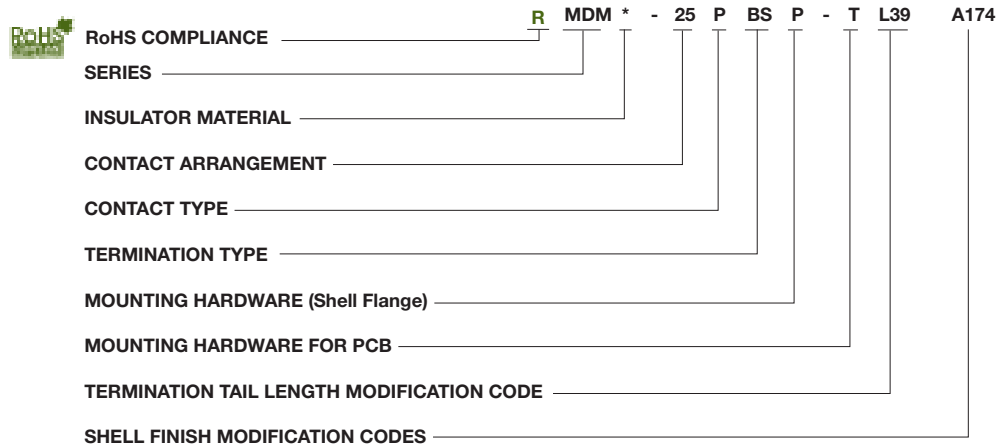 R MDM * - 25 P BS P - T L39 A174
RoHS
RoHS COMPLIANCE
SERIES
INSULATOR MATERIAL
CONTACT ARRANGEMENT
CONTACT TYPE
TERMINATION TYPE
MOUNTING HARDWARE (Shell Flange)
MOUNTING HARDWARE FOR PCB
TERMINATION TAIL LENGTH MODIFICATION CODE
SHELL FINISH MODIFICATION CODES